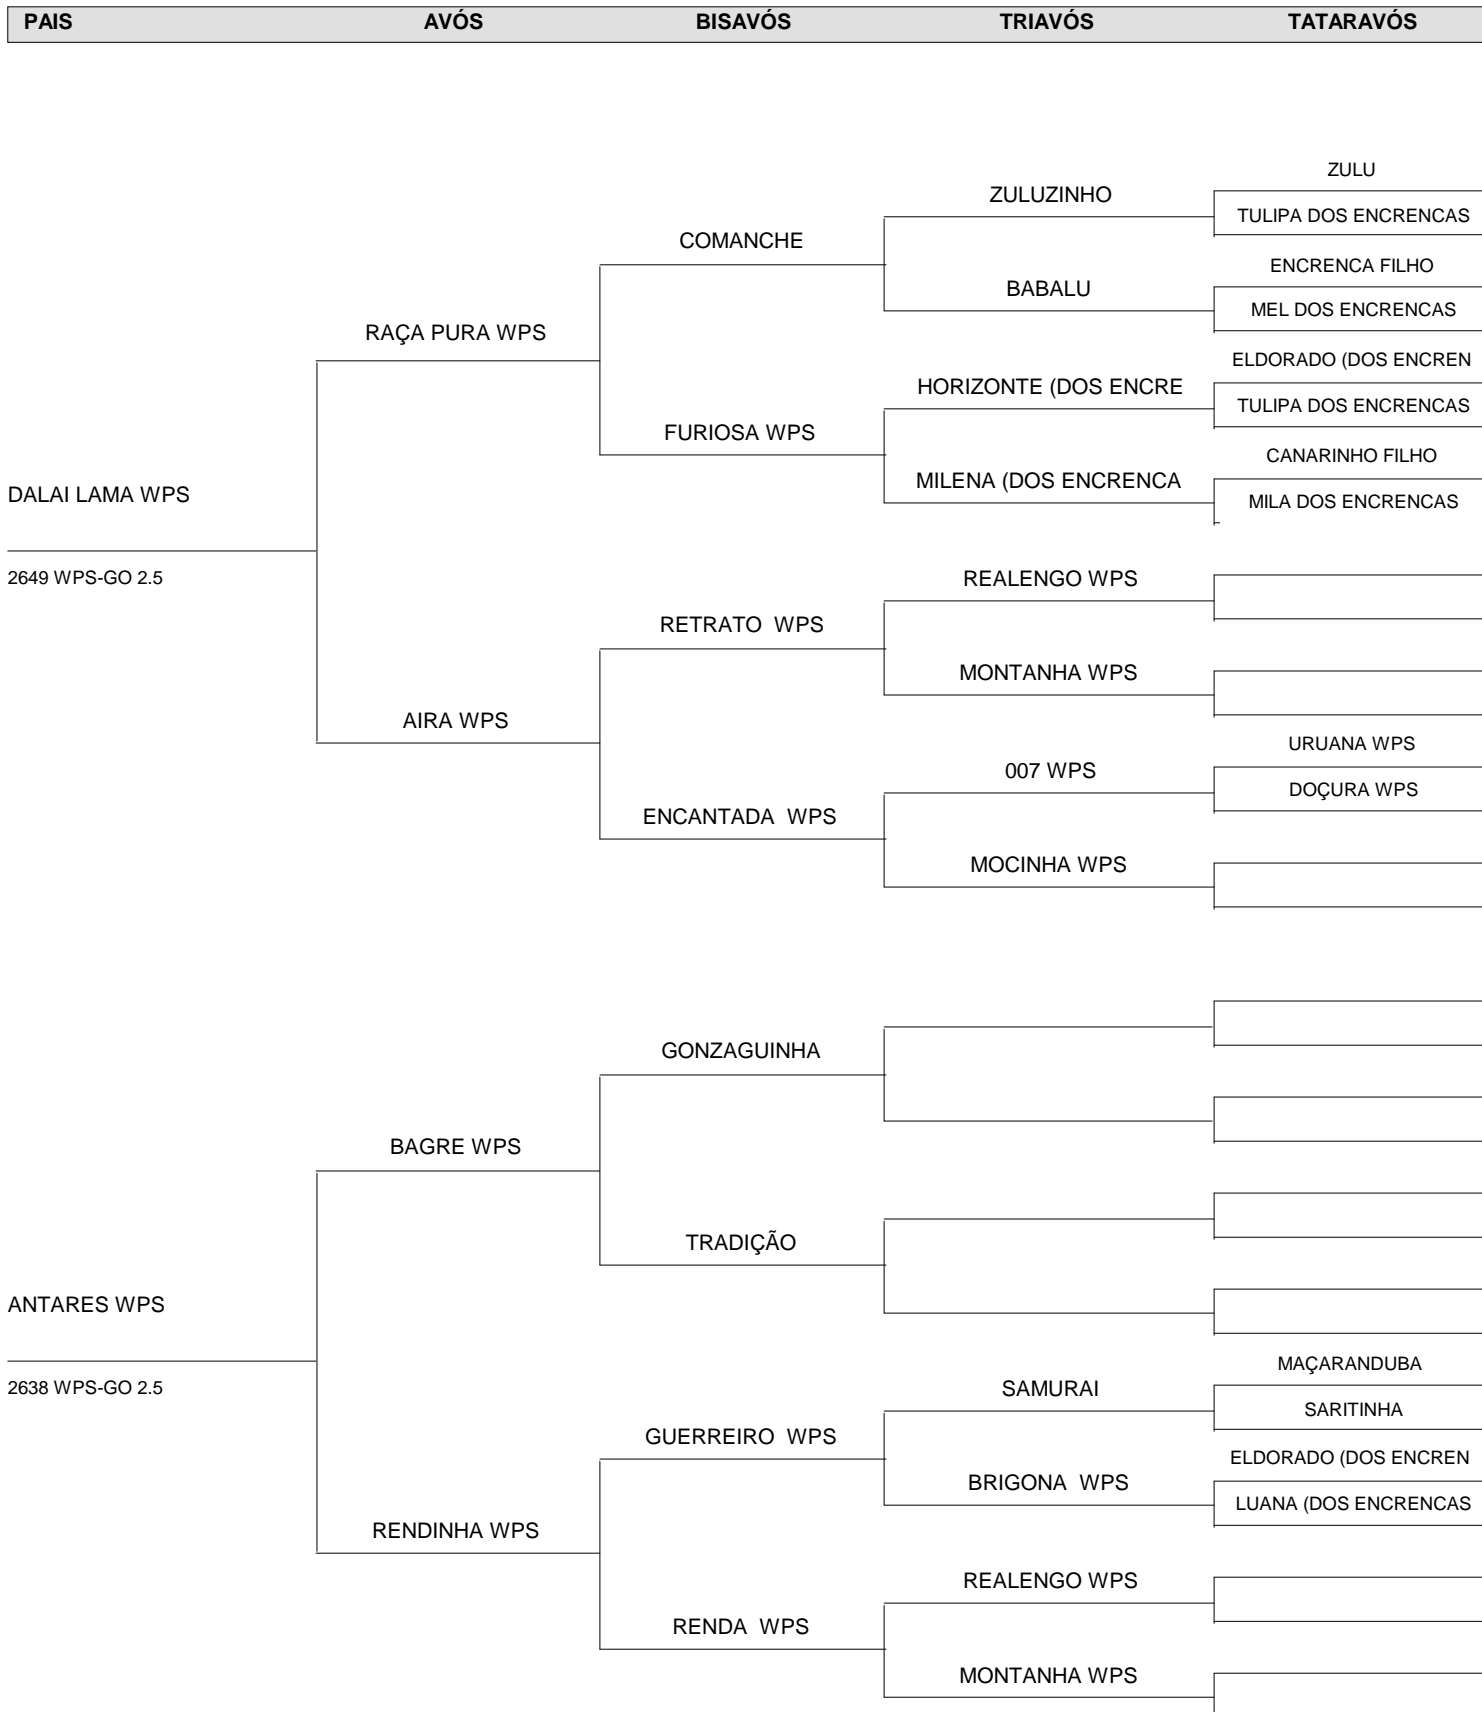 PAIS AVÓS BISAVÓS TRIAVÓS TATARAVÓS
ZULU
ZULUZINHO
TULIPA DOS ENCRENCAS
COMANCHE
ENCRENCA FILHO
BABALU
MEL DOS ENCRENCAS
RAÇA PURA WPS
ELDORADO (DOS ENCREN
HORIZONTE (DOS ENCRE
TULIPA DOS ENCRENCAS
FURIOSA WPS
CANARINHO FILHO
MILENA (DOS ENCRENCA
DALAI LAMA WPS
MILA DOS ENCRENCAS
2649 WPS-GO 2.5
REALENGO WPS
RETRATO  WPS
MONTANHA WPS
AIRA WPS
URUANA WPS
007 WPS
DOÇURA WPS
ENCANTADA  WPS
MOCINHA WPS
GONZAGUINHA
BAGRE WPS
TRADIÇÃO
ANTARES WPS
MAÇARANDUBA
2638 WPS-GO 2.5
SAMURAI
SARITINHA
GUERREIRO  WPS
ELDORADO (DOS ENCREN
BRIGONA  WPS
LUANA (DOS ENCRENCAS
RENDINHA WPS
REALENGO WPS
RENDA  WPS
MONTANHA WPS